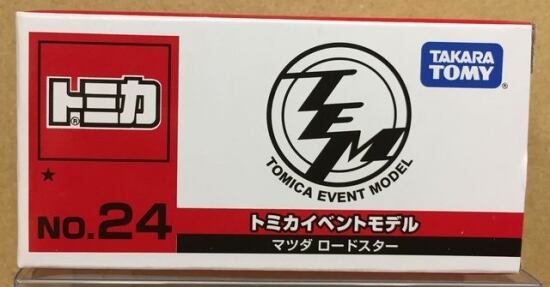 トミカ
®
TAKARA
TOMY
®
TEM
TOMICA EVENT MODEL
★
NO.24
トミカイベントモデル
マツダ ロードスター